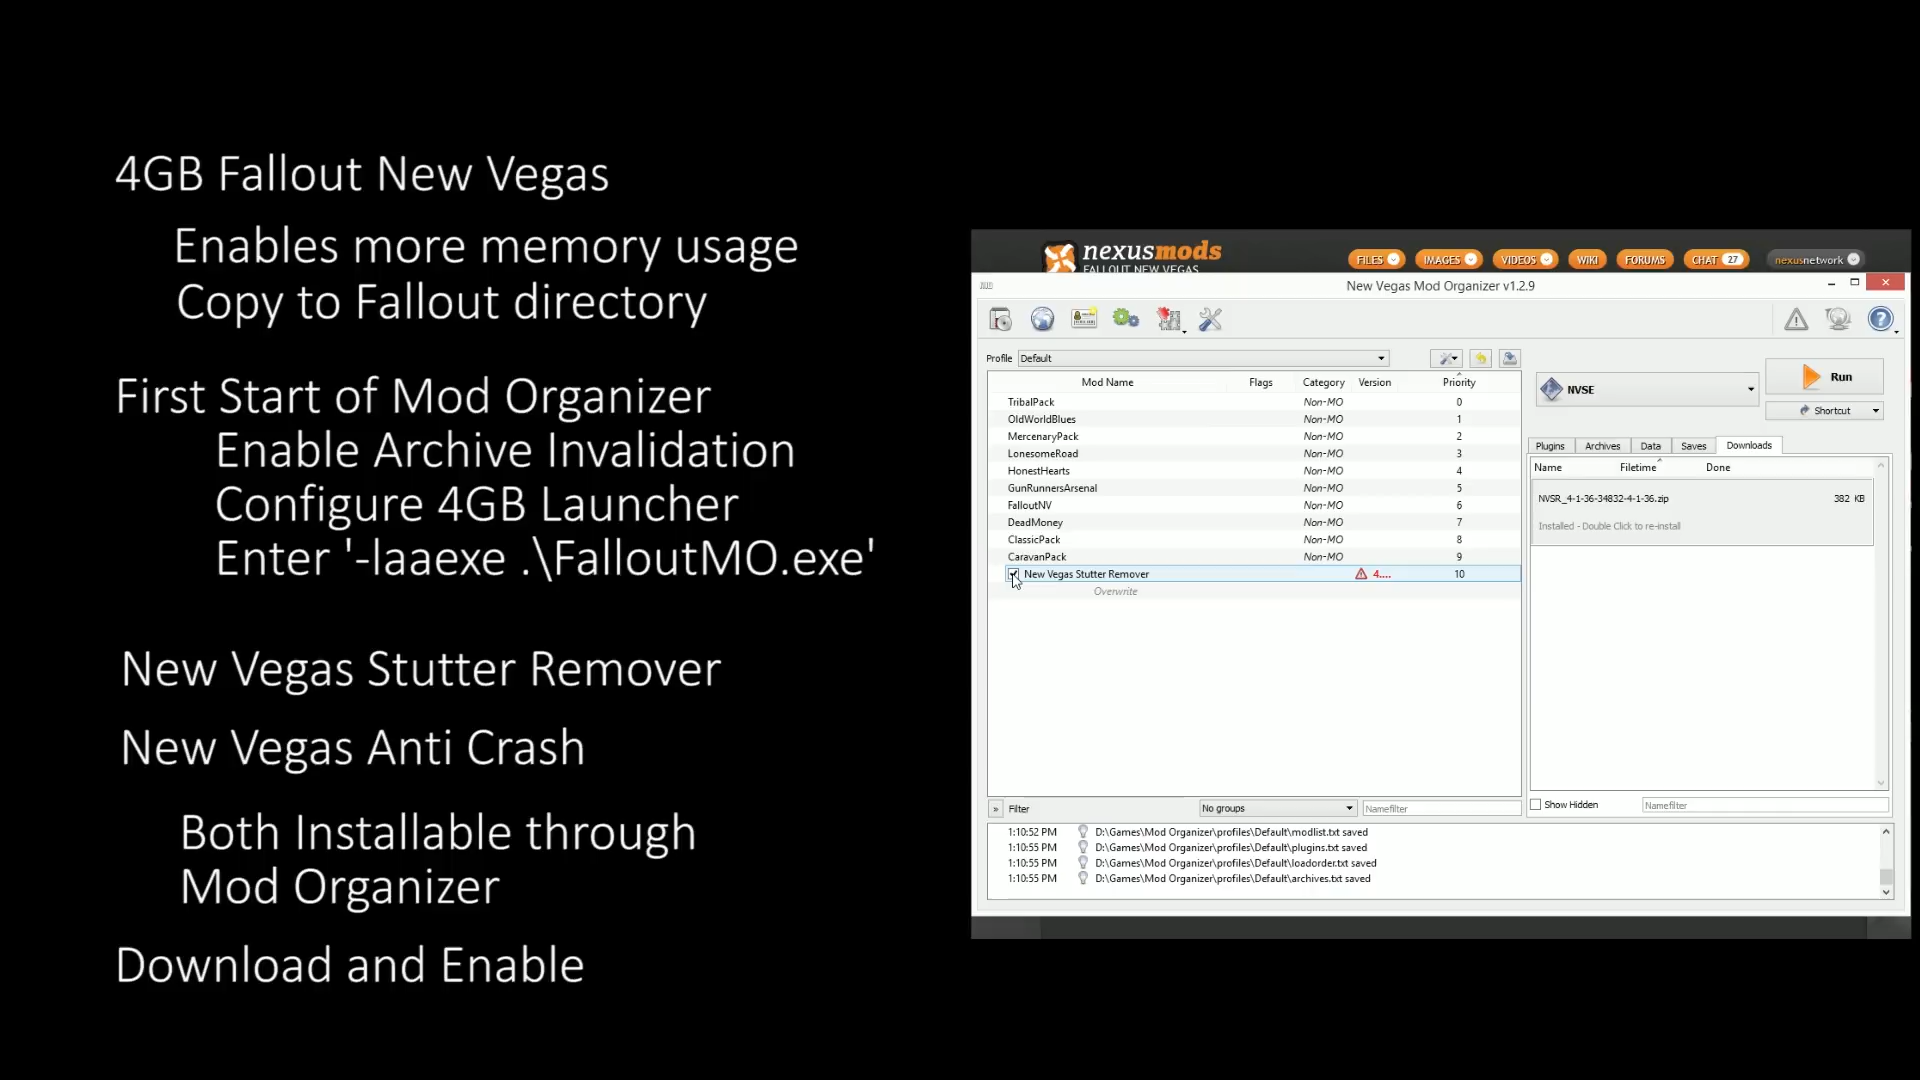 4GB Fallout New Vegas
Enables more memory usage
Copy to Fallout directory
First Start of Mod Organizer
Enable Archive Invalidation
Configure 4GB Launcher
Enter '-laaexe .\FalloutMO.exe'
New Vegas Stutter Remover
New Vegas Anti Crash
Both Installable through
Mod Organizer
Download and Enable
nexusmods
FALLOUT NEW VEGAS
FILES IMAGES VIDEOS WIKI FORUMS CHAT 27 nexusnetwork
New Vegas Mod Organizer v1.2.9
Profile Default
Mod Name Flags Category Version Priority
TribalPack Non-MO 0
OldWorldBlues Non-MO 1
MercenaryPack Non-MO 2
LonesomeRoad Non-MO 3
HonestHearts Non-MO 4
GunRunnersArsenal Non-MO 5
FalloutNV Non-MO 6
DeadMoney Non-MO 7
ClassicPack Non-MO 8
CaravanPack Non-MO 9
New Vegas Stutter Remover 4.... 10
Overwrite
» Filter No groups Namefilter
NVSE Run
Shortcut
Plugins Archives Data Saves Downloads
Name Filetime Done
NVSR_4-1-36-34832-4-1-36.zip 382 KB
Installed - Double Click to re-install
Show Hidden Namefilter
1:10:52 PM D:\Games\Mod Organizer\profiles\Default\modlist.txt saved
1:10:55 PM D:\Games\Mod Organizer\profiles\Default\plugins.txt saved
1:10:55 PM D:\Games\Mod Organizer\profiles\Default\loadorder.txt saved
1:10:55 PM D:\Games\Mod Organizer\profiles\Default\archives.txt saved